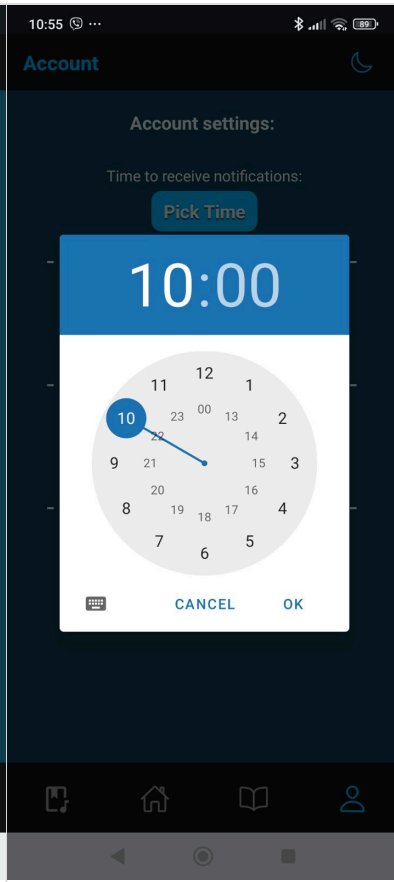 10:55
89
Account
Account settings:
Time to receive notifications:
Pick Time
10:00
12
11 1
00
23 13
10 2
22 14
9 21 15 3
20 16
8 4
19 17
18
7 5
6
CANCEL OK